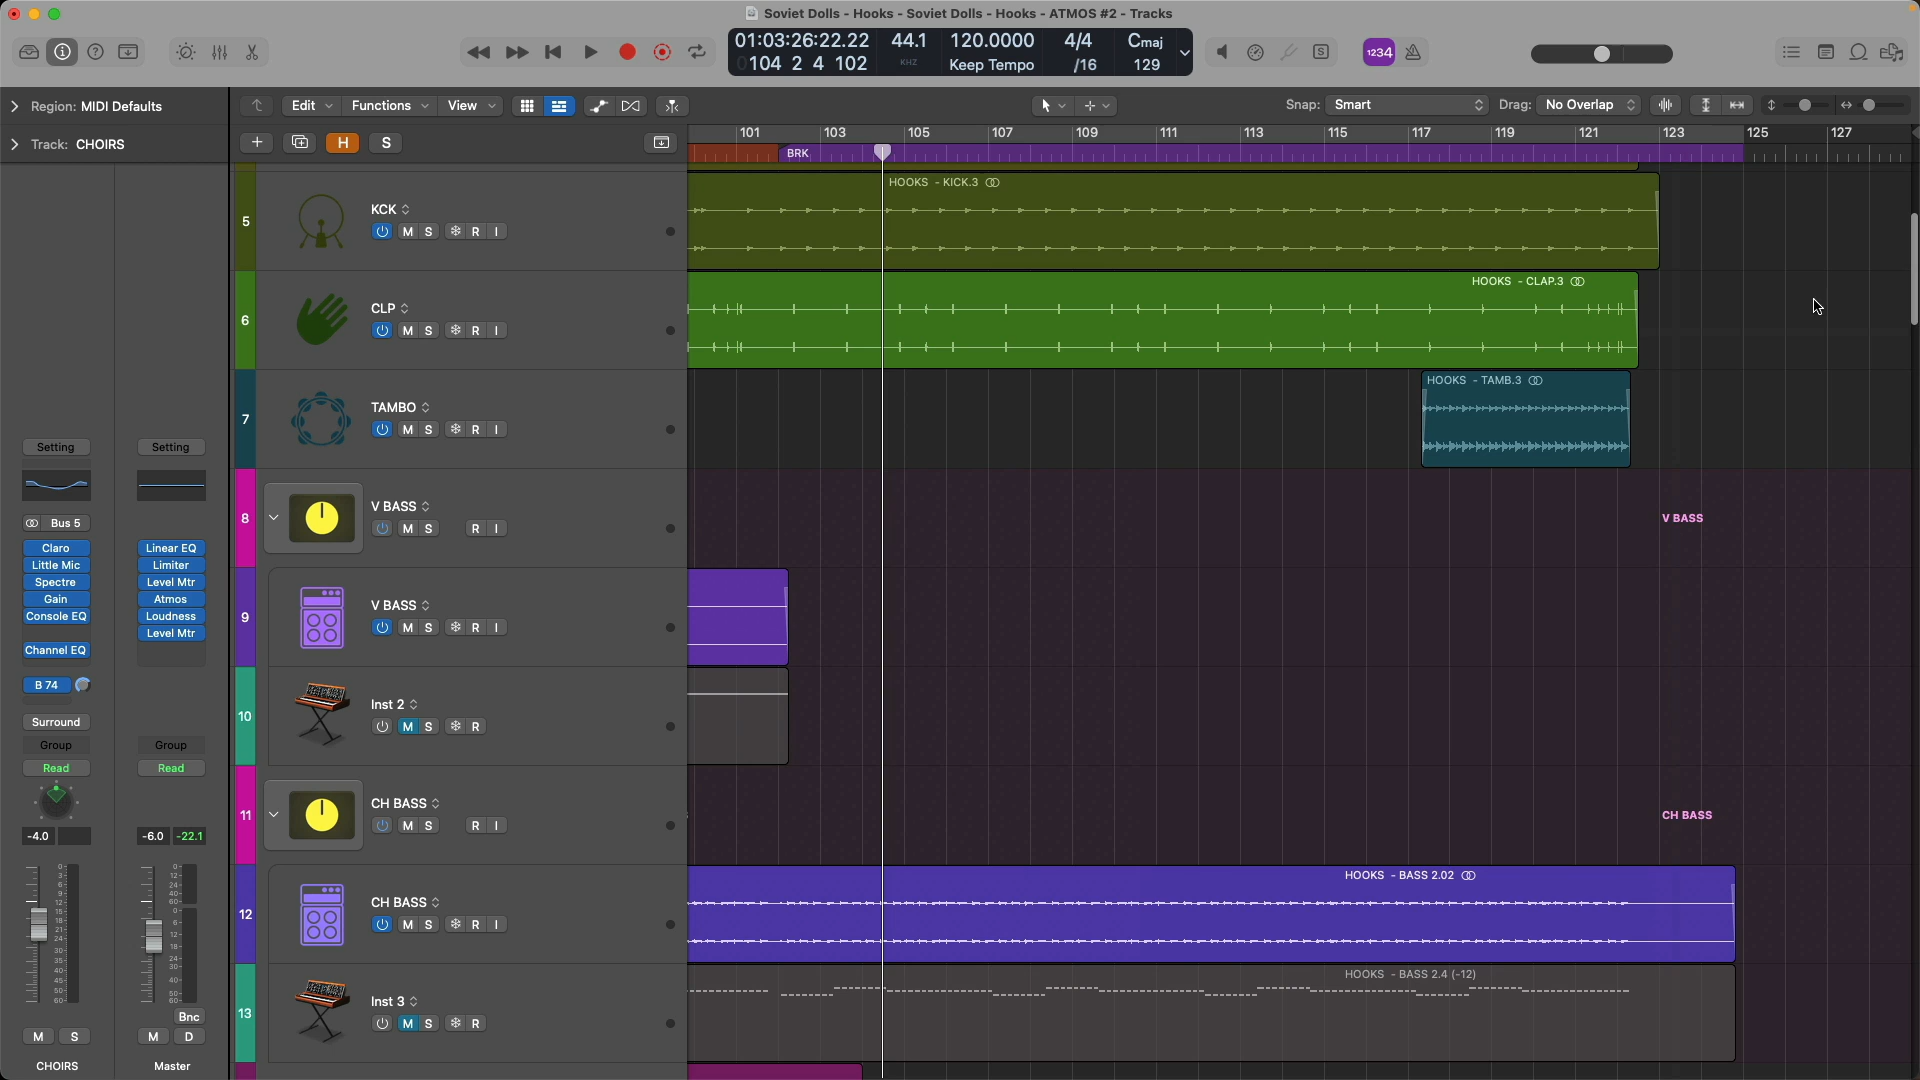 Soviet Dolls - Hooks - Soviet Dolls - Hooks - ATMOS #2 - Tracks
01:03:26:22.22 44.1 120.0000 4/4 Cmaj
104 2 4 102 KHZ Keep Tempo /16 129
1234
Region: MIDI Defaults
Edit Functions View
Snap: Smart Drag: No Overlap
Track: CHOIRS
H S
101 103 105 107 109 111 113 115 117 119 121 123 125 127
BRK
5 KCK
M S R I
HOOKS - KICK.3
6 CLP
M S R I
HOOKS - CLAP.3
7 TAMBO
M S R I
HOOKS - TAMB.3
8 V BASS
M S R I
V BASS
9 V BASS
M S R I
10 Inst 2
M S R
11 CH BASS
M S R I
CH BASS
12 CH BASS
M S R I
HOOKS - BASS 2.02
13 Inst 3
M S R
HOOKS - BASS 2.4 (-12)
Setting Setting
Bus 5
Claro Linear EQ
Little Mic Limiter
Spectre Level Mtr
Gain Atmos
Console EQ Loudness
Level Mtr
Channel EQ
B 74
Surround
Group Group
Read Read
-4.0 -6.0 -22.1
Bnc
M S M D
CHOIRS Master